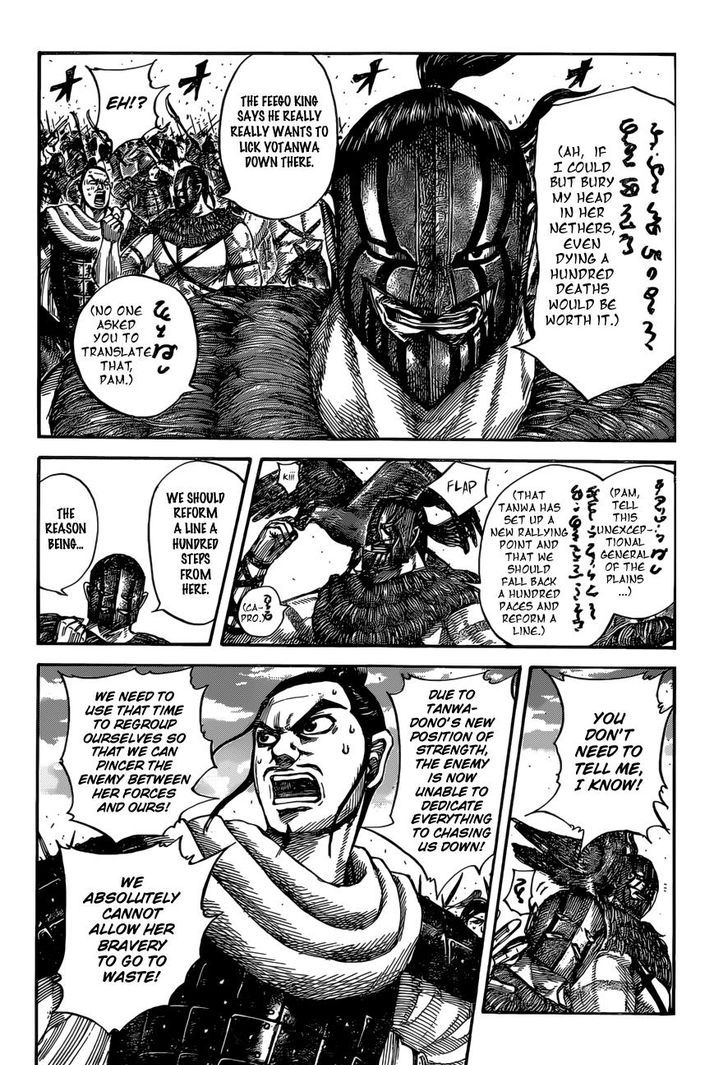 (AH, IF
I COULD
BUT BURY
MY HEAD
IN HER
NETHERS,
EVEN
DYING A
HUNDRED
DEATHS
WOULD BE
WORTH IT.)
THE FEEGO KING
SAYS HE REALLY
REALLY WANTS TO
LICK YOTANWA
DOWN THERE.
EH!?
(NO ONE
ASKED
YOU TO
TRANSLATE
THAT,
DAM.)
(DAM,
TELL
THIS
UNEXCEP-
TIONAL
GENERAL
OF THE
PLAINS
...)
(THAT
TANWA HAS
SET UP A
NEW RALLYING
POINT AND
THAT WE
SHOULD
FALL BACK
A HUNDRED
PACES AND
REFORM
A LINE.)
FLAP
KIII
(CA-
PRO.)
WE SHOULD
REFORM
A LINE A
HUNDRED
STEPS
FROM
HERE.
THE
REASON
BEING...
YOU
DON'T
NEED TO
TELL ME,
I KNOW!
DUE TO
TANWA-
DONO'S NEW
POSITION OF
STRENGTH,
THE ENEMY
IS NOW
UNABLE TO
DEDICATE
EVERYTHING
TO CHASING
US DOWN!
WE NEED TO
USE THAT TIME
TO REGROUP
OURSELVES SO
THAT WE CAN
PINCER THE
ENEMY BETWEEN
HER FORCES
AND OURS!
WE
ABSOLUTELY
CANNOT
ALLOW HER
BRAVERY
TO GO TO
WASTE!